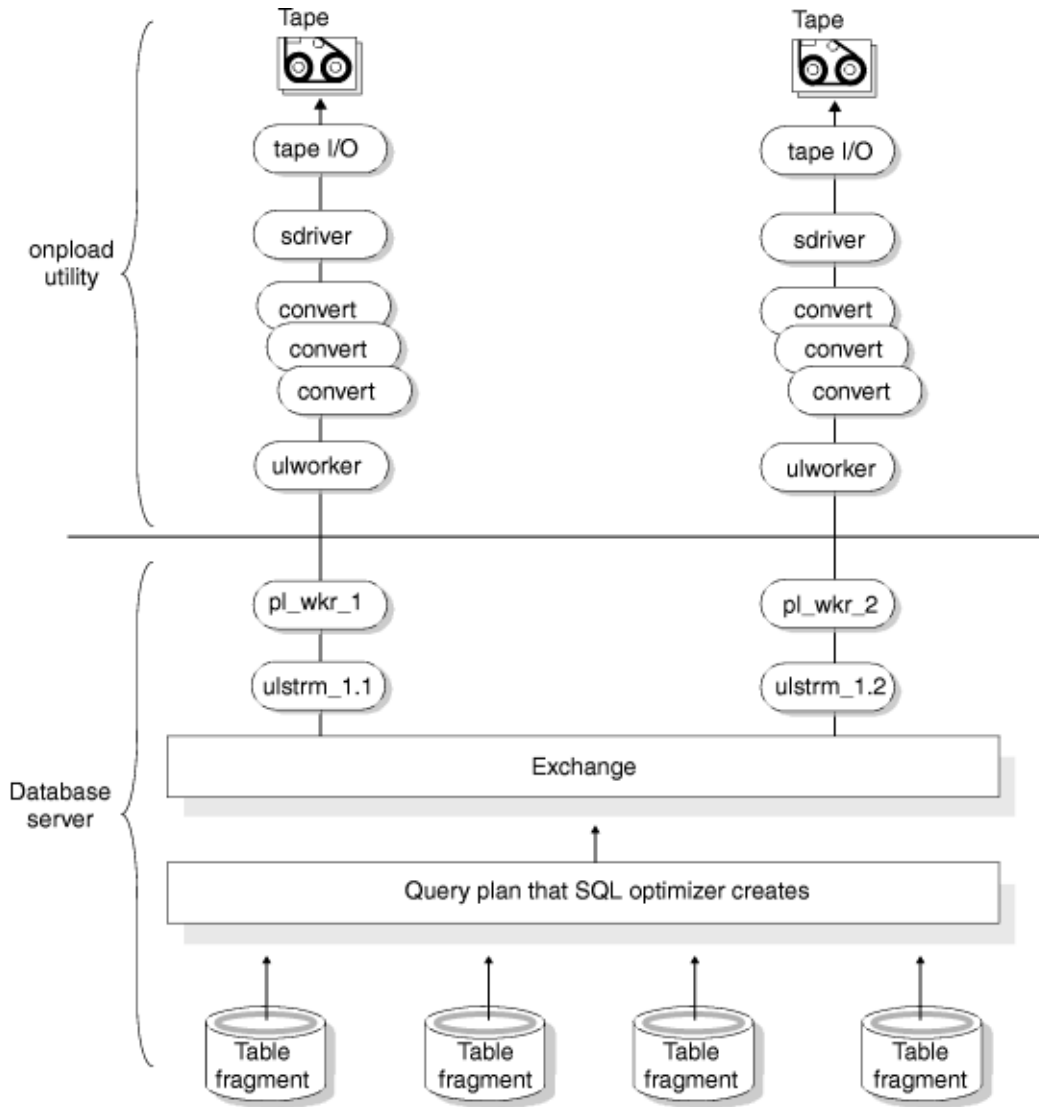 Tape
Tape
tape I/O
tape I/O
sdriver
sdriver
onpload
utility
convert
convert
convert
convert
convert
convert
ulworker
ulworker
pl_wkr_1
pl_wkr_2
ulstrm_1.1
ulstrm_1.2
Exchange
Database
server
Query plan that SQL optimizer creates
Table
fragment
Table
fragment
Table
fragment
Table
fragment